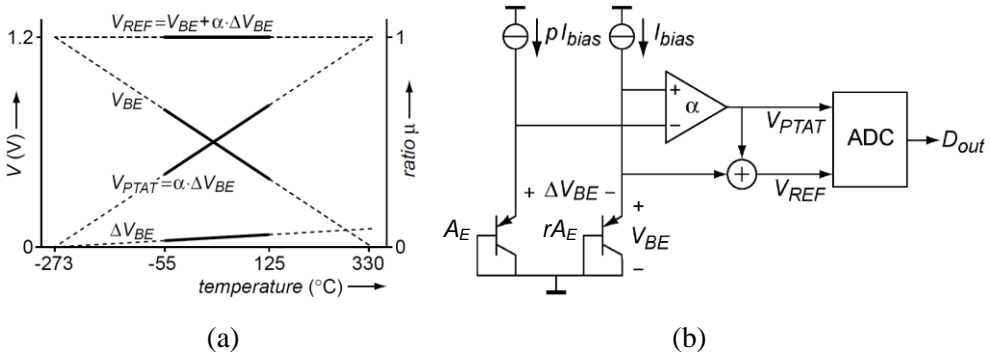 V_REF=V_BE+α·ΔV_BE
1.2
V (V)
0
V_BE
V_PTAT=α·ΔV_BE
ΔV_BE
1
ratio μ
0
-273
-55
125
330
temperature (°C)
(a)
p I_bias
I_bias
+
α
−
V_PTAT
ADC
D_out
+
V_REF
+ ΔV_BE −
A_E
rA_E
+
V_BE
−
(b)